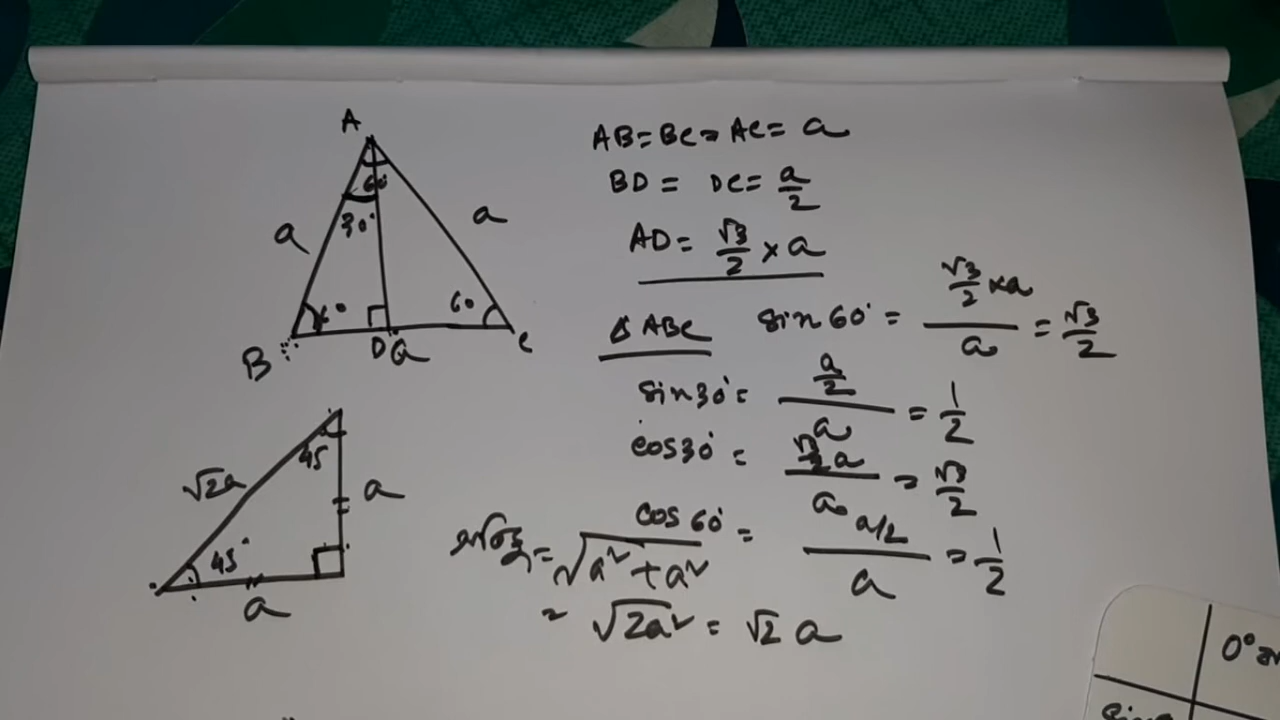 A
60°
30°
a
a
60
B
D
a
C
AB = BC = AC = a
BD = DC = a/2
AD = √3/2 × a
Δ ABC
sin 60° = (√3/2 × a)/a = √3/2
sin 30° = (a/2)/a = 1/2
cos 30° = (√3/2 a)/a = √3/2
cos 60° = (a/2)/a = 1/2
45
√2a
a
45°
a
= √a² + a²
= √2a² = √2 a
0°